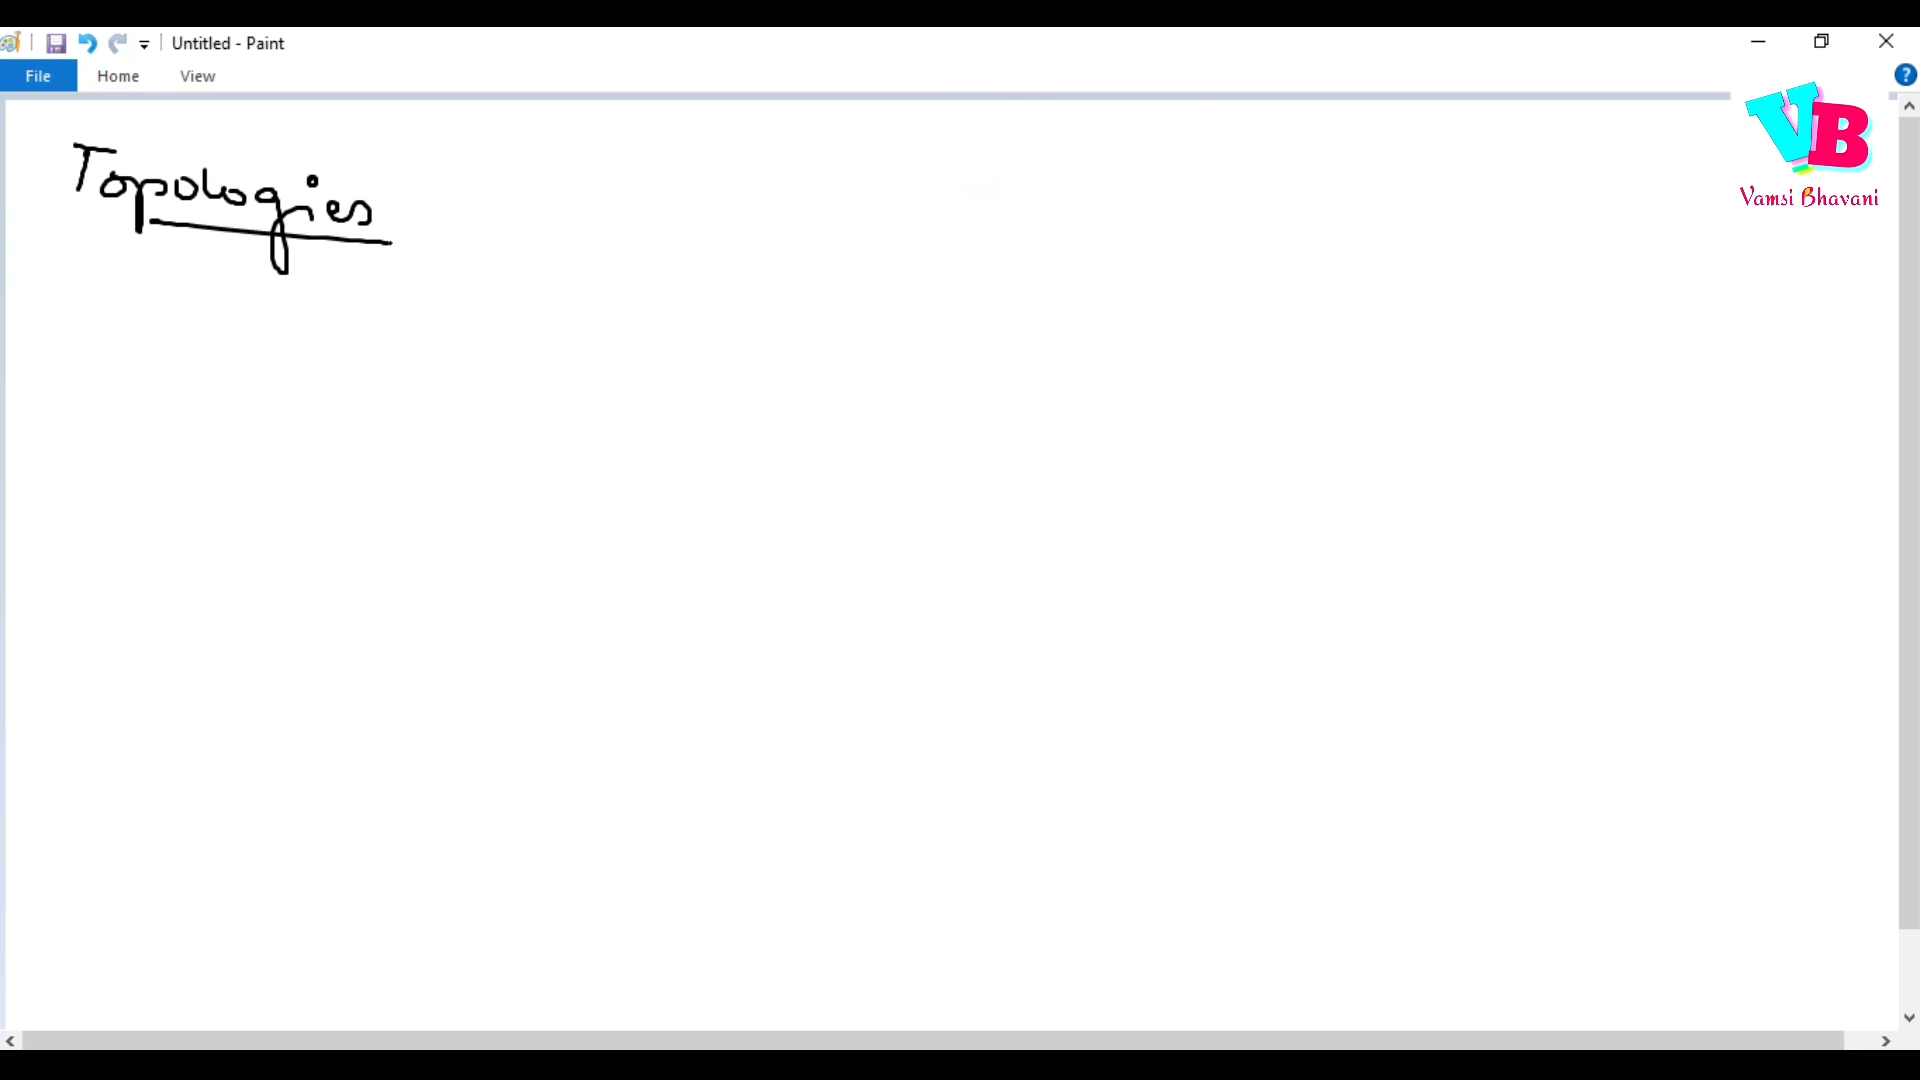 Untitled - Paint
File Home View
VB
Vamsi Bhavani
Topologies